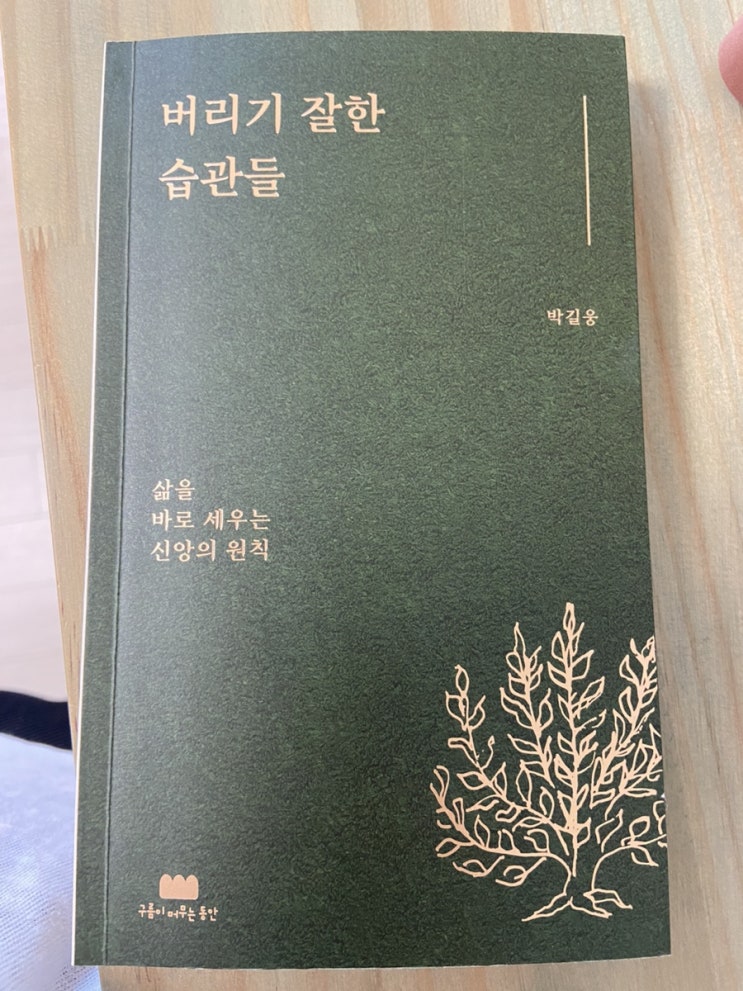 버리기 잘한
습관들
박길웅
삶을
바로 세우는
신앙의 원칙
구름이 머무는 동안